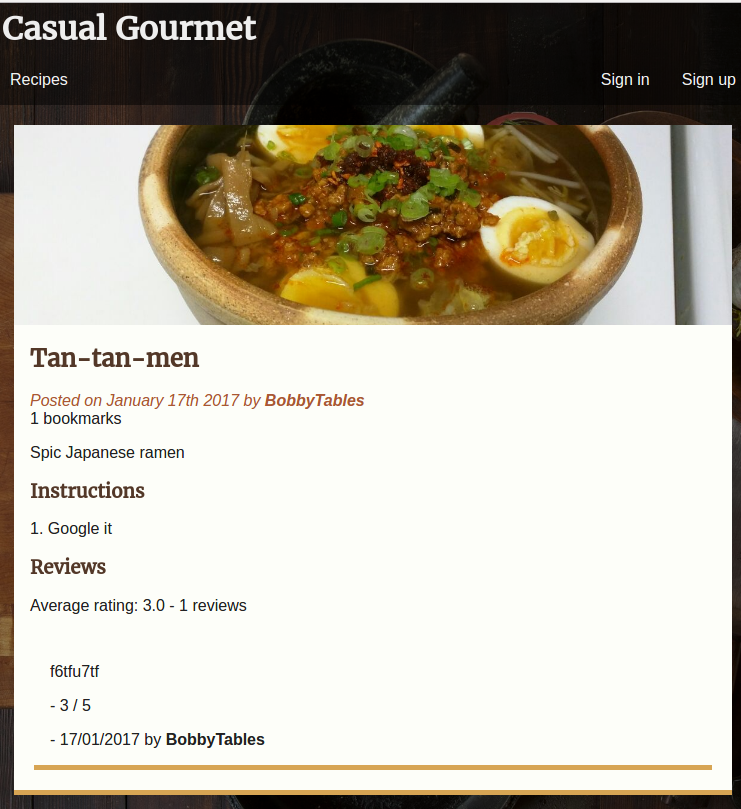 Casual Gourmet
Recipes Sign in Sign up
Tan-tan-men
Posted on January 17th 2017 by BobbyTables
1 bookmarks
Spic Japanese ramen
Instructions
1. Google it
Reviews
Average rating: 3.0 - 1 reviews
f6tfu7tf
- 3 / 5
- 17/01/2017 by BobbyTables